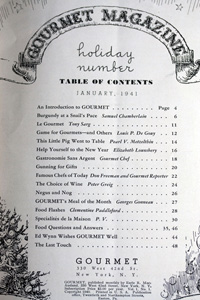 GOURMET MAGAZINE
holiday
number
TABLE OF CONTENTS
JANUARY, 1941
An Introduction to GOURMET . . . . . . . . Page 4
Burgundy at a Snail's Pace Samuel Chamberlain . . . 6
Le Gourmet Tony Sarg . . . . . . . . . . . 11
Game for Gourmets—and Others Louis P. De Gouy . . 12
This Little Pig Went to Table Pearl V. Metzelthin . . 14
Help Yourself to the New Year Elizabeth Lounsbery . . 16
Gastronomie Sans Argent Gourmet Chef . . . . . 18
Gunning for Gifts . . . . . . . . . . . . 20
Famous Chefs of Today Don Freeman and Gourmet Reporter 22
The Choice of Wine Peter Greig . . . . . . . 24
Negus and Nog . . . . . . . . . . . . . 26
GOURMET'S Meal of the Month Georges Gonneau . . 26
Food Flashes Clementine Paddleford . . . . . . 28
Specialités de la Maison P. V. . . . . . . . . 30
Food Questions and Answers . . . . . . . . 35, 46
Ed Wynn Wishes GOURMET Well . . . . . . . 36
The Last Touch . . . . . . . . . . . . . 48
GOURMET
330 West 42nd St.
New York, N. Y.